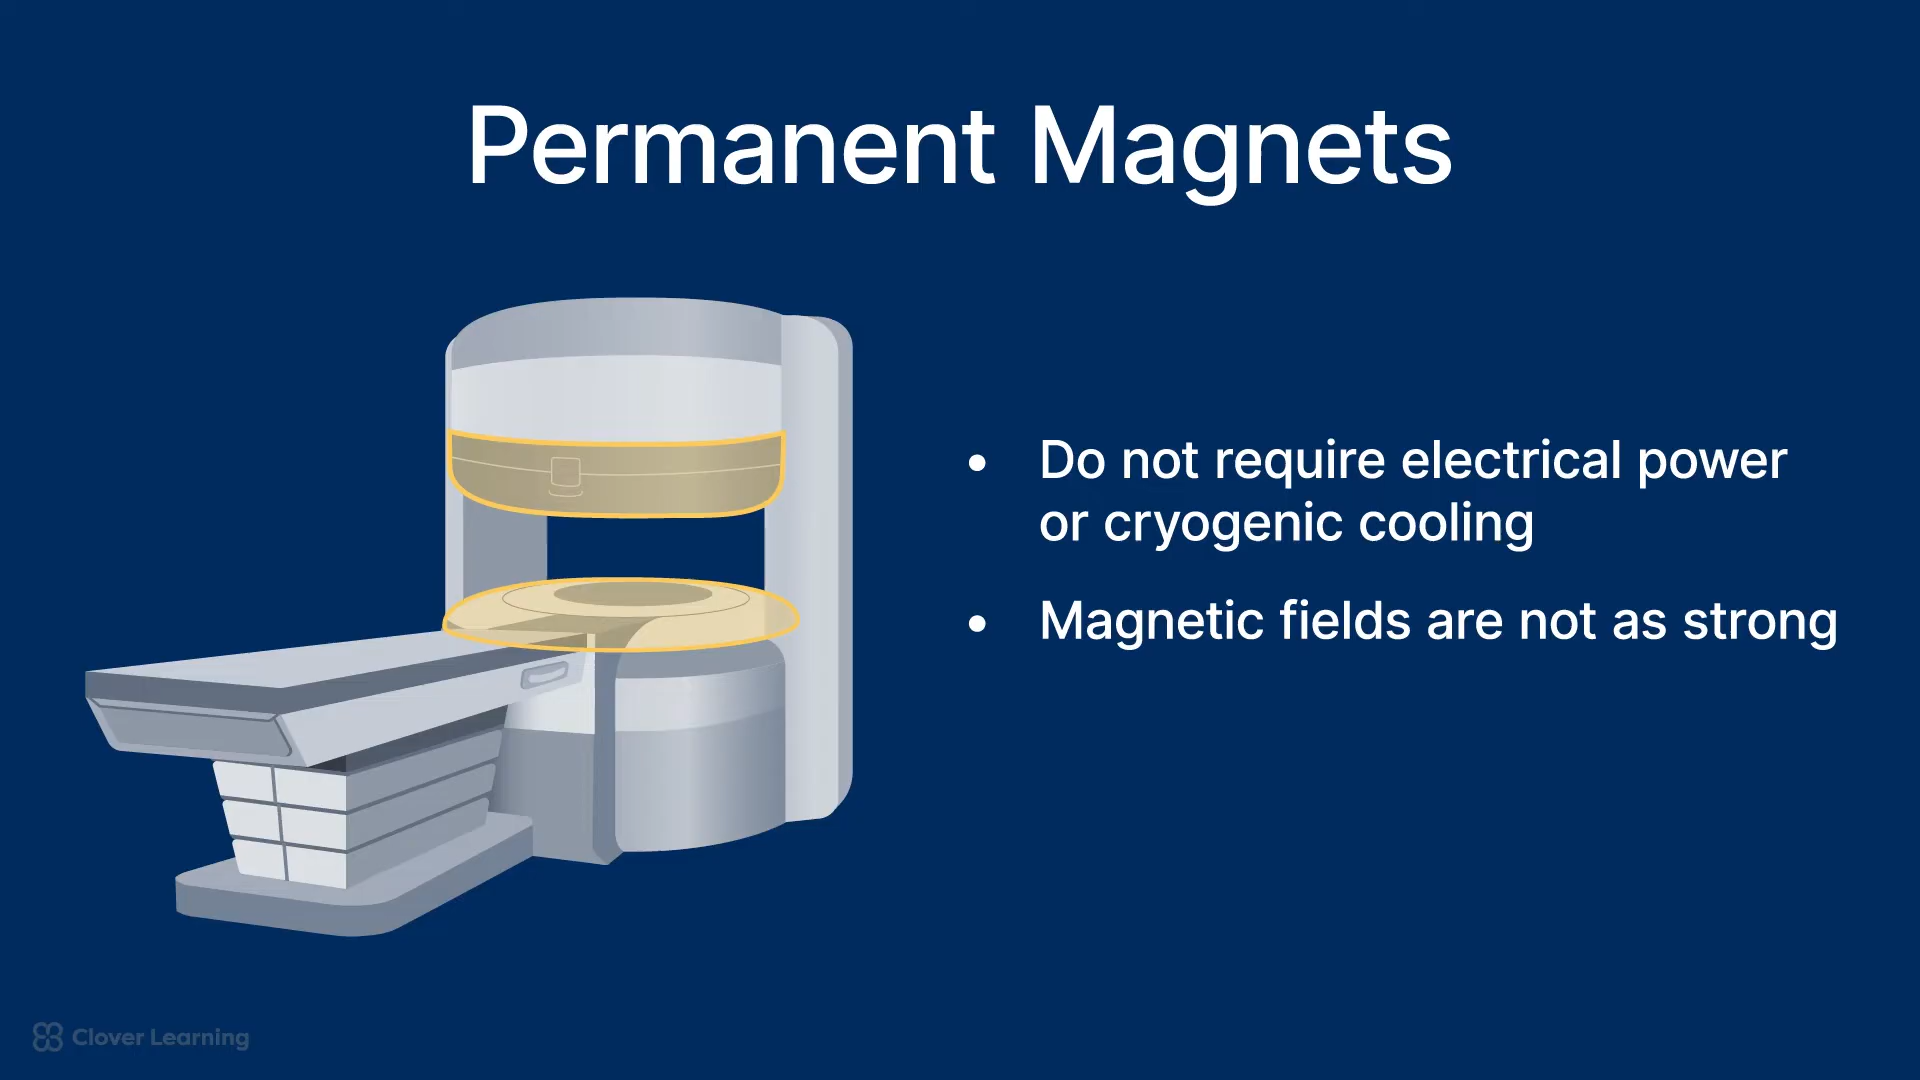 Permanent Magnets
• Do not require electrical power
or cryogenic cooling
• Magnetic fields are not as strong
Clover Learning